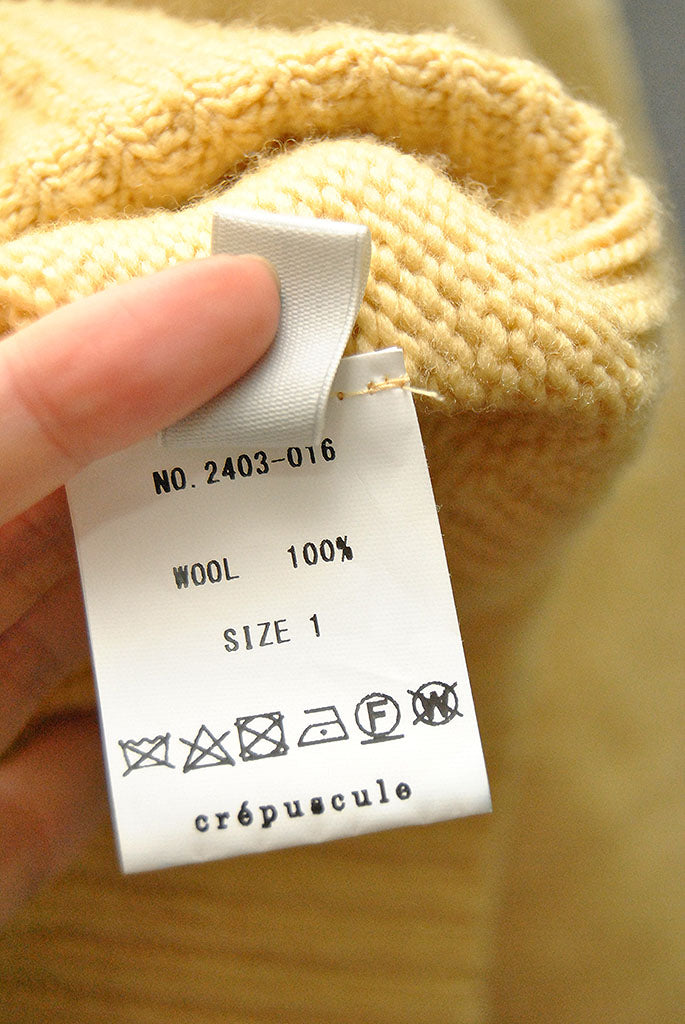 NO. 2403-016
WOOL 100%
SIZE 1
F W
crépuscule